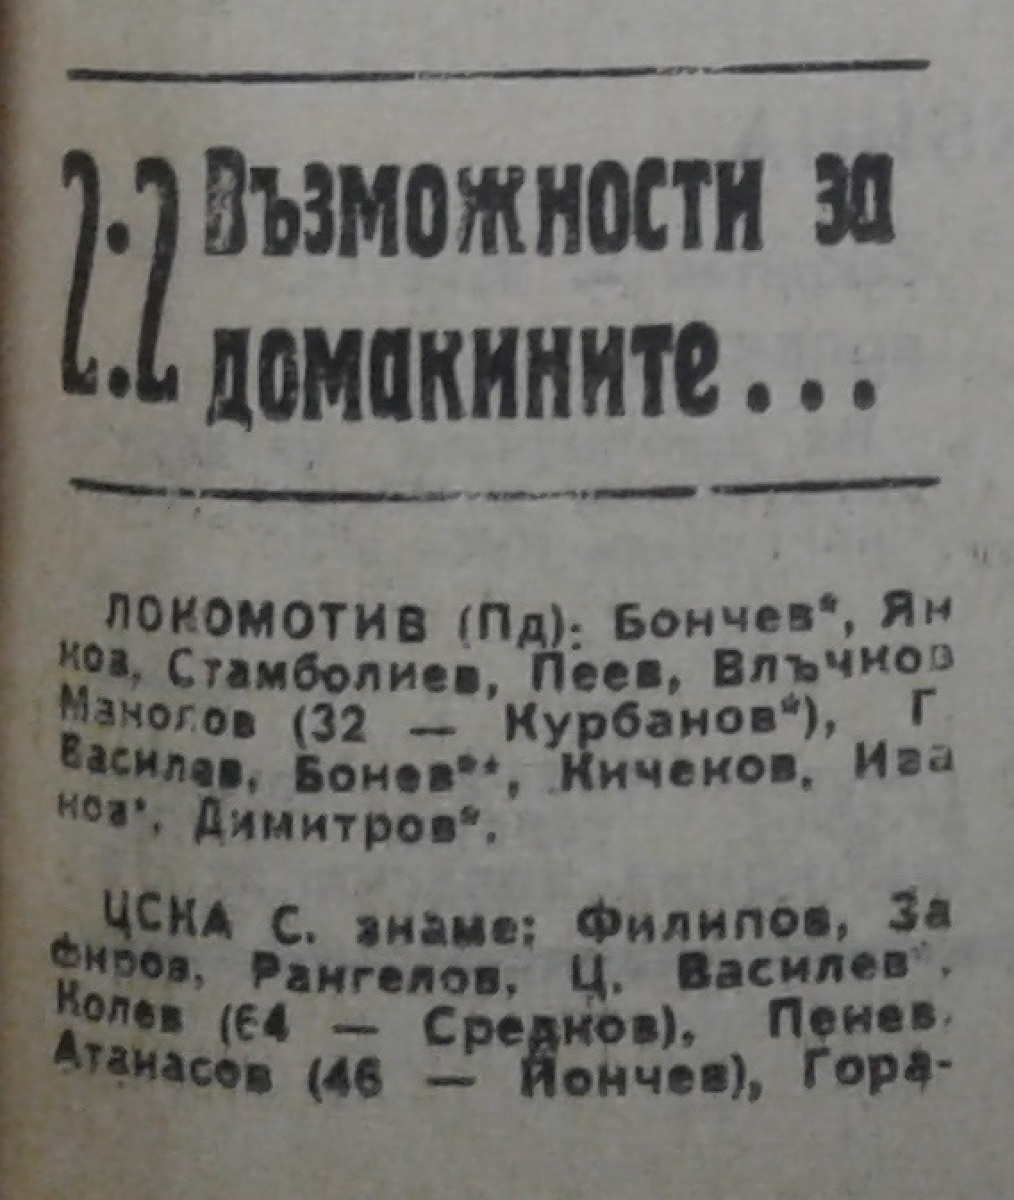 2:2 Възможности за
домакините...
ЛОКОМОТИВ (Пд): Бончев*, Ян
ков, Стамболиев, Пеев, Влъчков
Манолов (32 — Курбанов*), Г
Василев, Бонев**, Кичеков, Ива
нов*, Димитров*.
ЦСКА С. знаме: Филипов, За
фиров, Рангелов, Ц. Василев*,
Колев (64 — Средков), Пенев,
Атанасов (46 — Йончев), Гора-